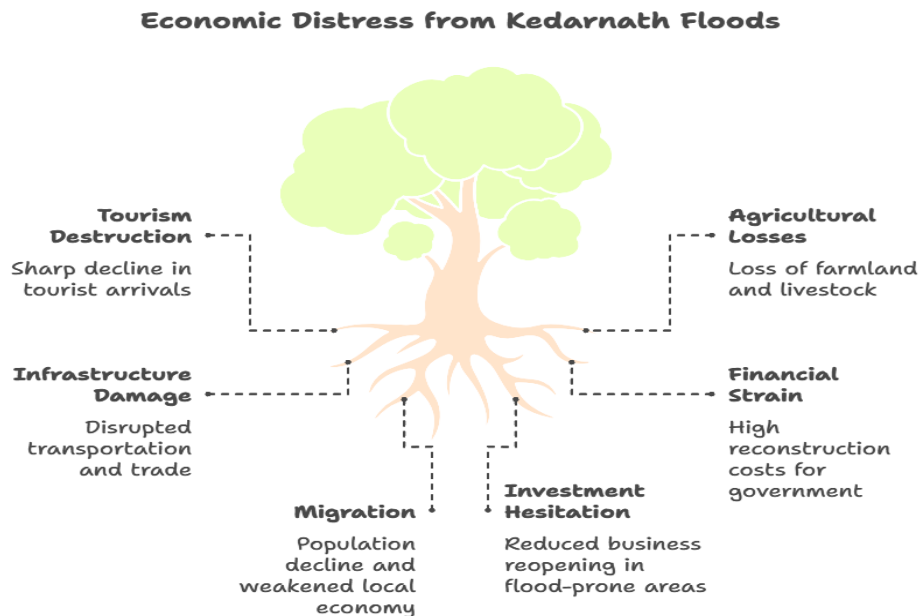 Economic Distress from Kedarnath Floods
Tourism
Destruction
Sharp decline in
tourist arrivals
Agricultural
Losses
Loss of farmland
and livestock
Infrastructure
Damage
Disrupted
transportation
and trade
Financial
Strain
High
reconstruction
costs for
government
Migration
Population
decline and
weakened local
economy
Investment
Hesitation
Reduced business
reopening in
flood-prone areas